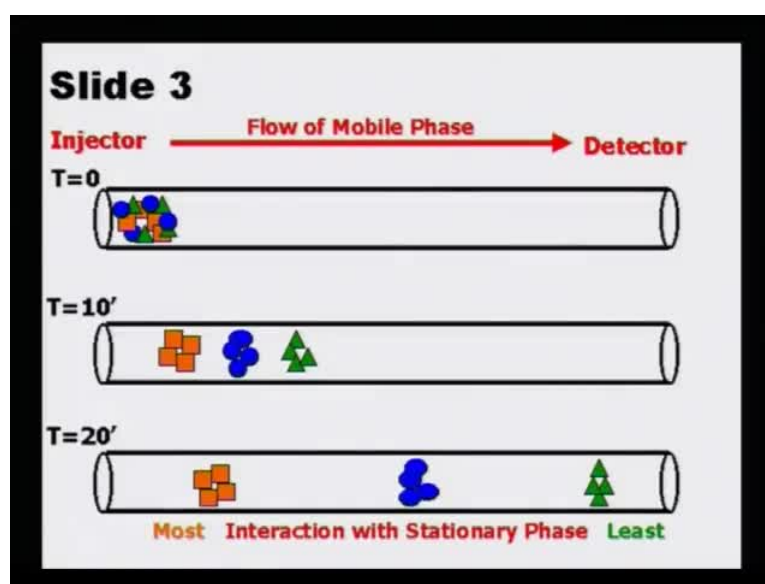 Slide 3
Flow of Mobile Phase
Injector
Detector
T=0
T=10′
T=20′
Most Interaction with Stationary Phase Least